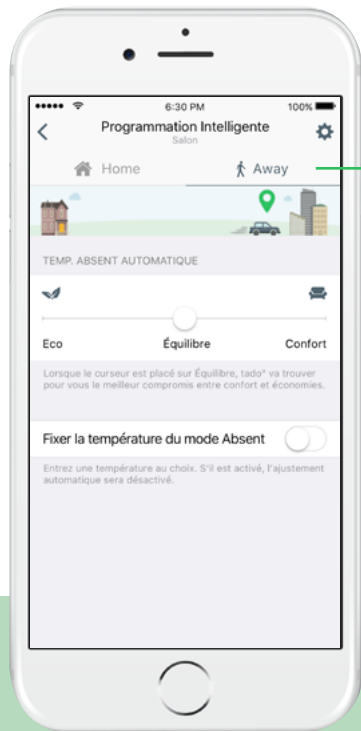 6:30 PM
100%
Programmation Intelligente
Salon
Home
Away
TEMP. ABSENT AUTOMATIQUE
Eco Équilibre Confort
Lorsque le curseur est placé sur Équilibre, tado° va trouver
pour vous le meilleur compromis entre confort et économies.
Fixer la température du mode Absent
Entrez une température au choix. S'il est activé, l'ajustement
automatique sera désactivé.